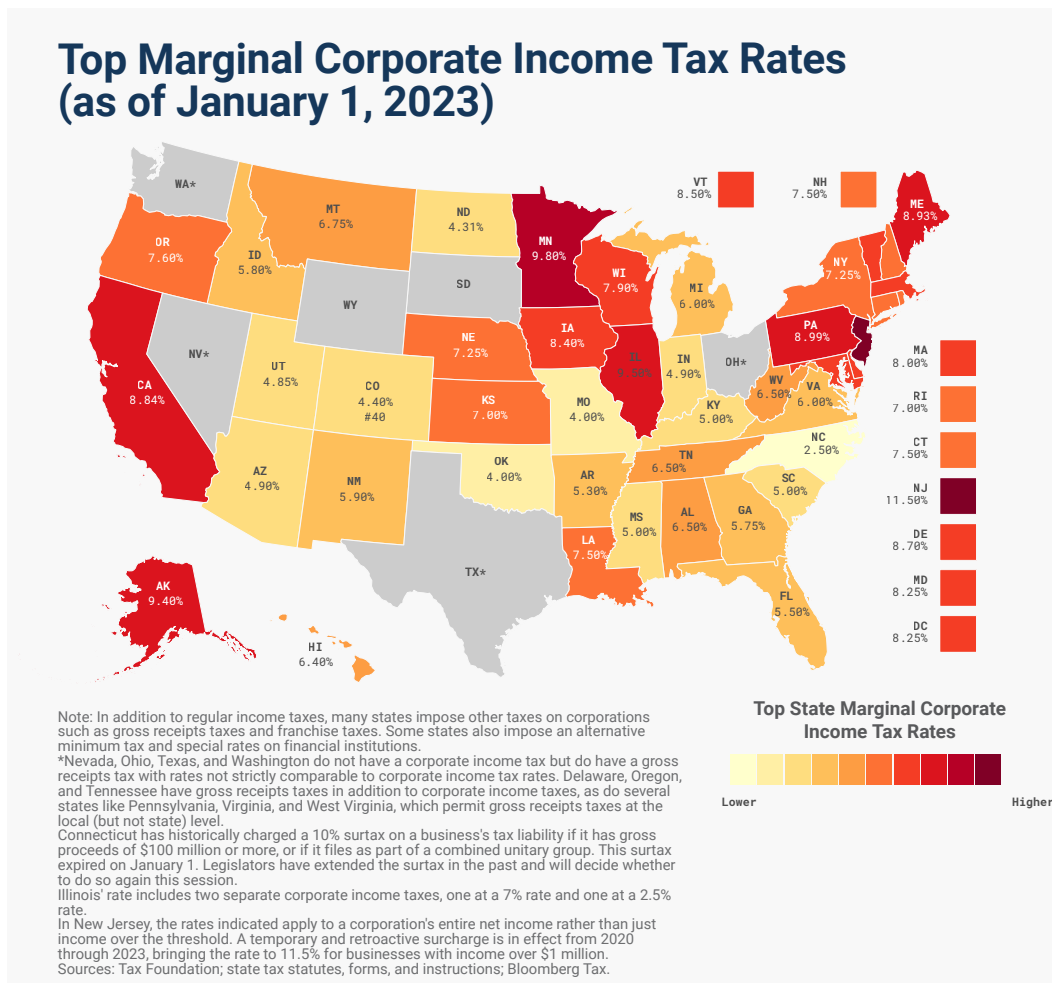 Top Marginal Corporate Income Tax Rates
(as of January 1, 2023)
WA*
OR
7.60%
CA
8.84%
NV*
ID
5.80%
MT
6.75%
WY
UT
4.85%
AZ
4.90%
CO
4.40%
#40
NM
5.90%
ND
4.31%
SD
NE
7.25%
KS
7.00%
OK
4.00%
TX*
MN
9.80%
IA
8.40%
MO
4.00%
AR
5.30%
LA
7.50%
WI
7.90%
IL
9.50%
MI
6.00%
IN
4.90%
OH*
KY
5.00%
TN
6.50%
MS
5.00%
AL
6.50%
GA
5.75%
FL
5.50%
SC
5.00%
NC
2.50%
VA
6.00%
WV
6.50%
PA
8.99%
NY
7.25%
ME
8.93%
VT
8.50%
NH
7.50%
MA
8.00%
RI
7.00%
CT
7.50%
NJ
11.50%
DE
8.70%
MD
8.25%
DC
8.25%
AK
9.40%
HI
6.40%
Top State Marginal Corporate
Income Tax Rates
Lower
Higher
Note: In addition to regular income taxes, many states impose other taxes on corporations
such as gross receipts taxes and franchise taxes. Some states also impose an alternative
minimum tax and special rates on financial institutions.
*Nevada, Ohio, Texas, and Washington do not have a corporate income tax but do have a gross
receipts tax with rates not strictly comparable to corporate income tax rates. Delaware, Oregon,
and Tennessee have gross receipts taxes in addition to corporate income taxes, as do several
states like Pennsylvania, Virginia, and West Virginia, which permit gross receipts taxes at the
local (but not state) level.
Connecticut has historically charged a 10% surtax on a business's tax liability if it has gross
proceeds of $100 million or more, or if it files as part of a combined unitary group. This surtax
expired on January 1. Legislators have extended the surtax in the past and will decide whether
to do so again this session.
Illinois' rate includes two separate corporate income taxes, one at a 7% rate and one at a 2.5%
rate.
In New Jersey, the rates indicated apply to a corporation's entire net income rather than just
income over the threshold. A temporary and retroactive surcharge is in effect from 2020
through 2023, bringing the rate to 11.5% for businesses with income over $1 million.
Sources: Tax Foundation; state tax statutes, forms, and instructions; Bloomberg Tax.